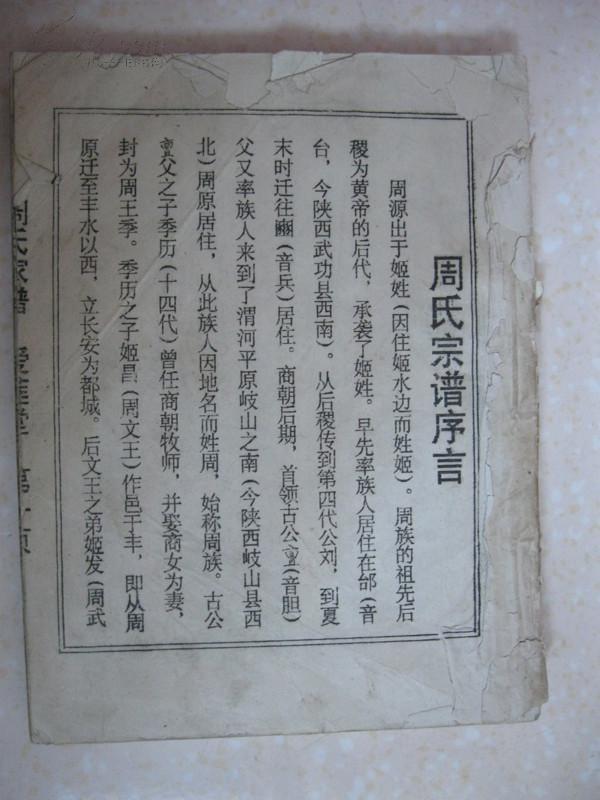 周氏宗谱序言
周源出于姬姓（因住姬水边而姓姬）。周族的祖先后
稷为黄帝的后代，承袭了姬姓。早先率族人居住在邰（音
台，今陕西武功县西南）。从后稷传到第四代公刘，到夏
末时迁往豳（音兵）居住。商朝后期，首领古公亶（音胆）
父又率族人来到了渭河平原岐山之南（今陕西岐山县西
北）周原居住，从此族人因地名而姓周，始称周族。古公
亶父之子季历（十四代）曾任商朝牧师，并娶商女为妻，
封为周王季。季历之子姬昌（周文王）作邑于丰，即从周
原迁至丰水以西，立长安为都城。后文王之弟姬发（周武
周氏家谱 爱莲堂 第一页